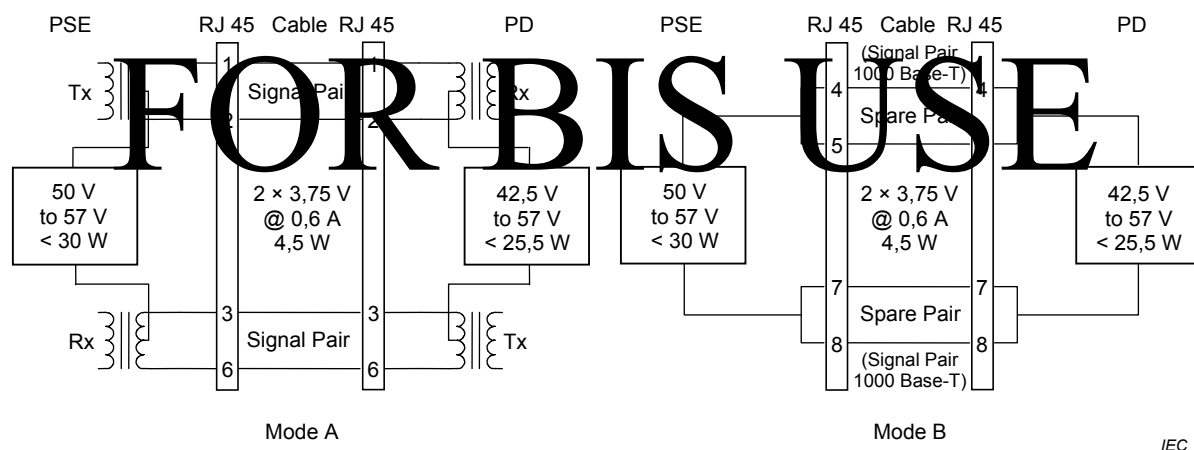 PSE RJ 45 Cable RJ 45 PD
Tx
1
1
Signal Pair
2
2
Rx
50 V
to 57 V
< 30 W
2 × 3,75 V
@ 0,6 A
4,5 W
42,5 V
to 57 V
< 25,5 W
Rx
3
3
Signal Pair
6
6
Tx
Mode A
PSE RJ 45 Cable RJ 45 PD
(Signal Pair
1000 Base-T)
4
4
Spare Pair
5
50 V
to 57 V
< 30 W
2 × 3,75 V
@ 0,6 A
4,5 W
42,5 V
to 57 V
< 25,5 W
7
7
Spare Pair
8
8
(Signal Pair
1000 Base-T)
Mode B
IEC
FOR BIS USE